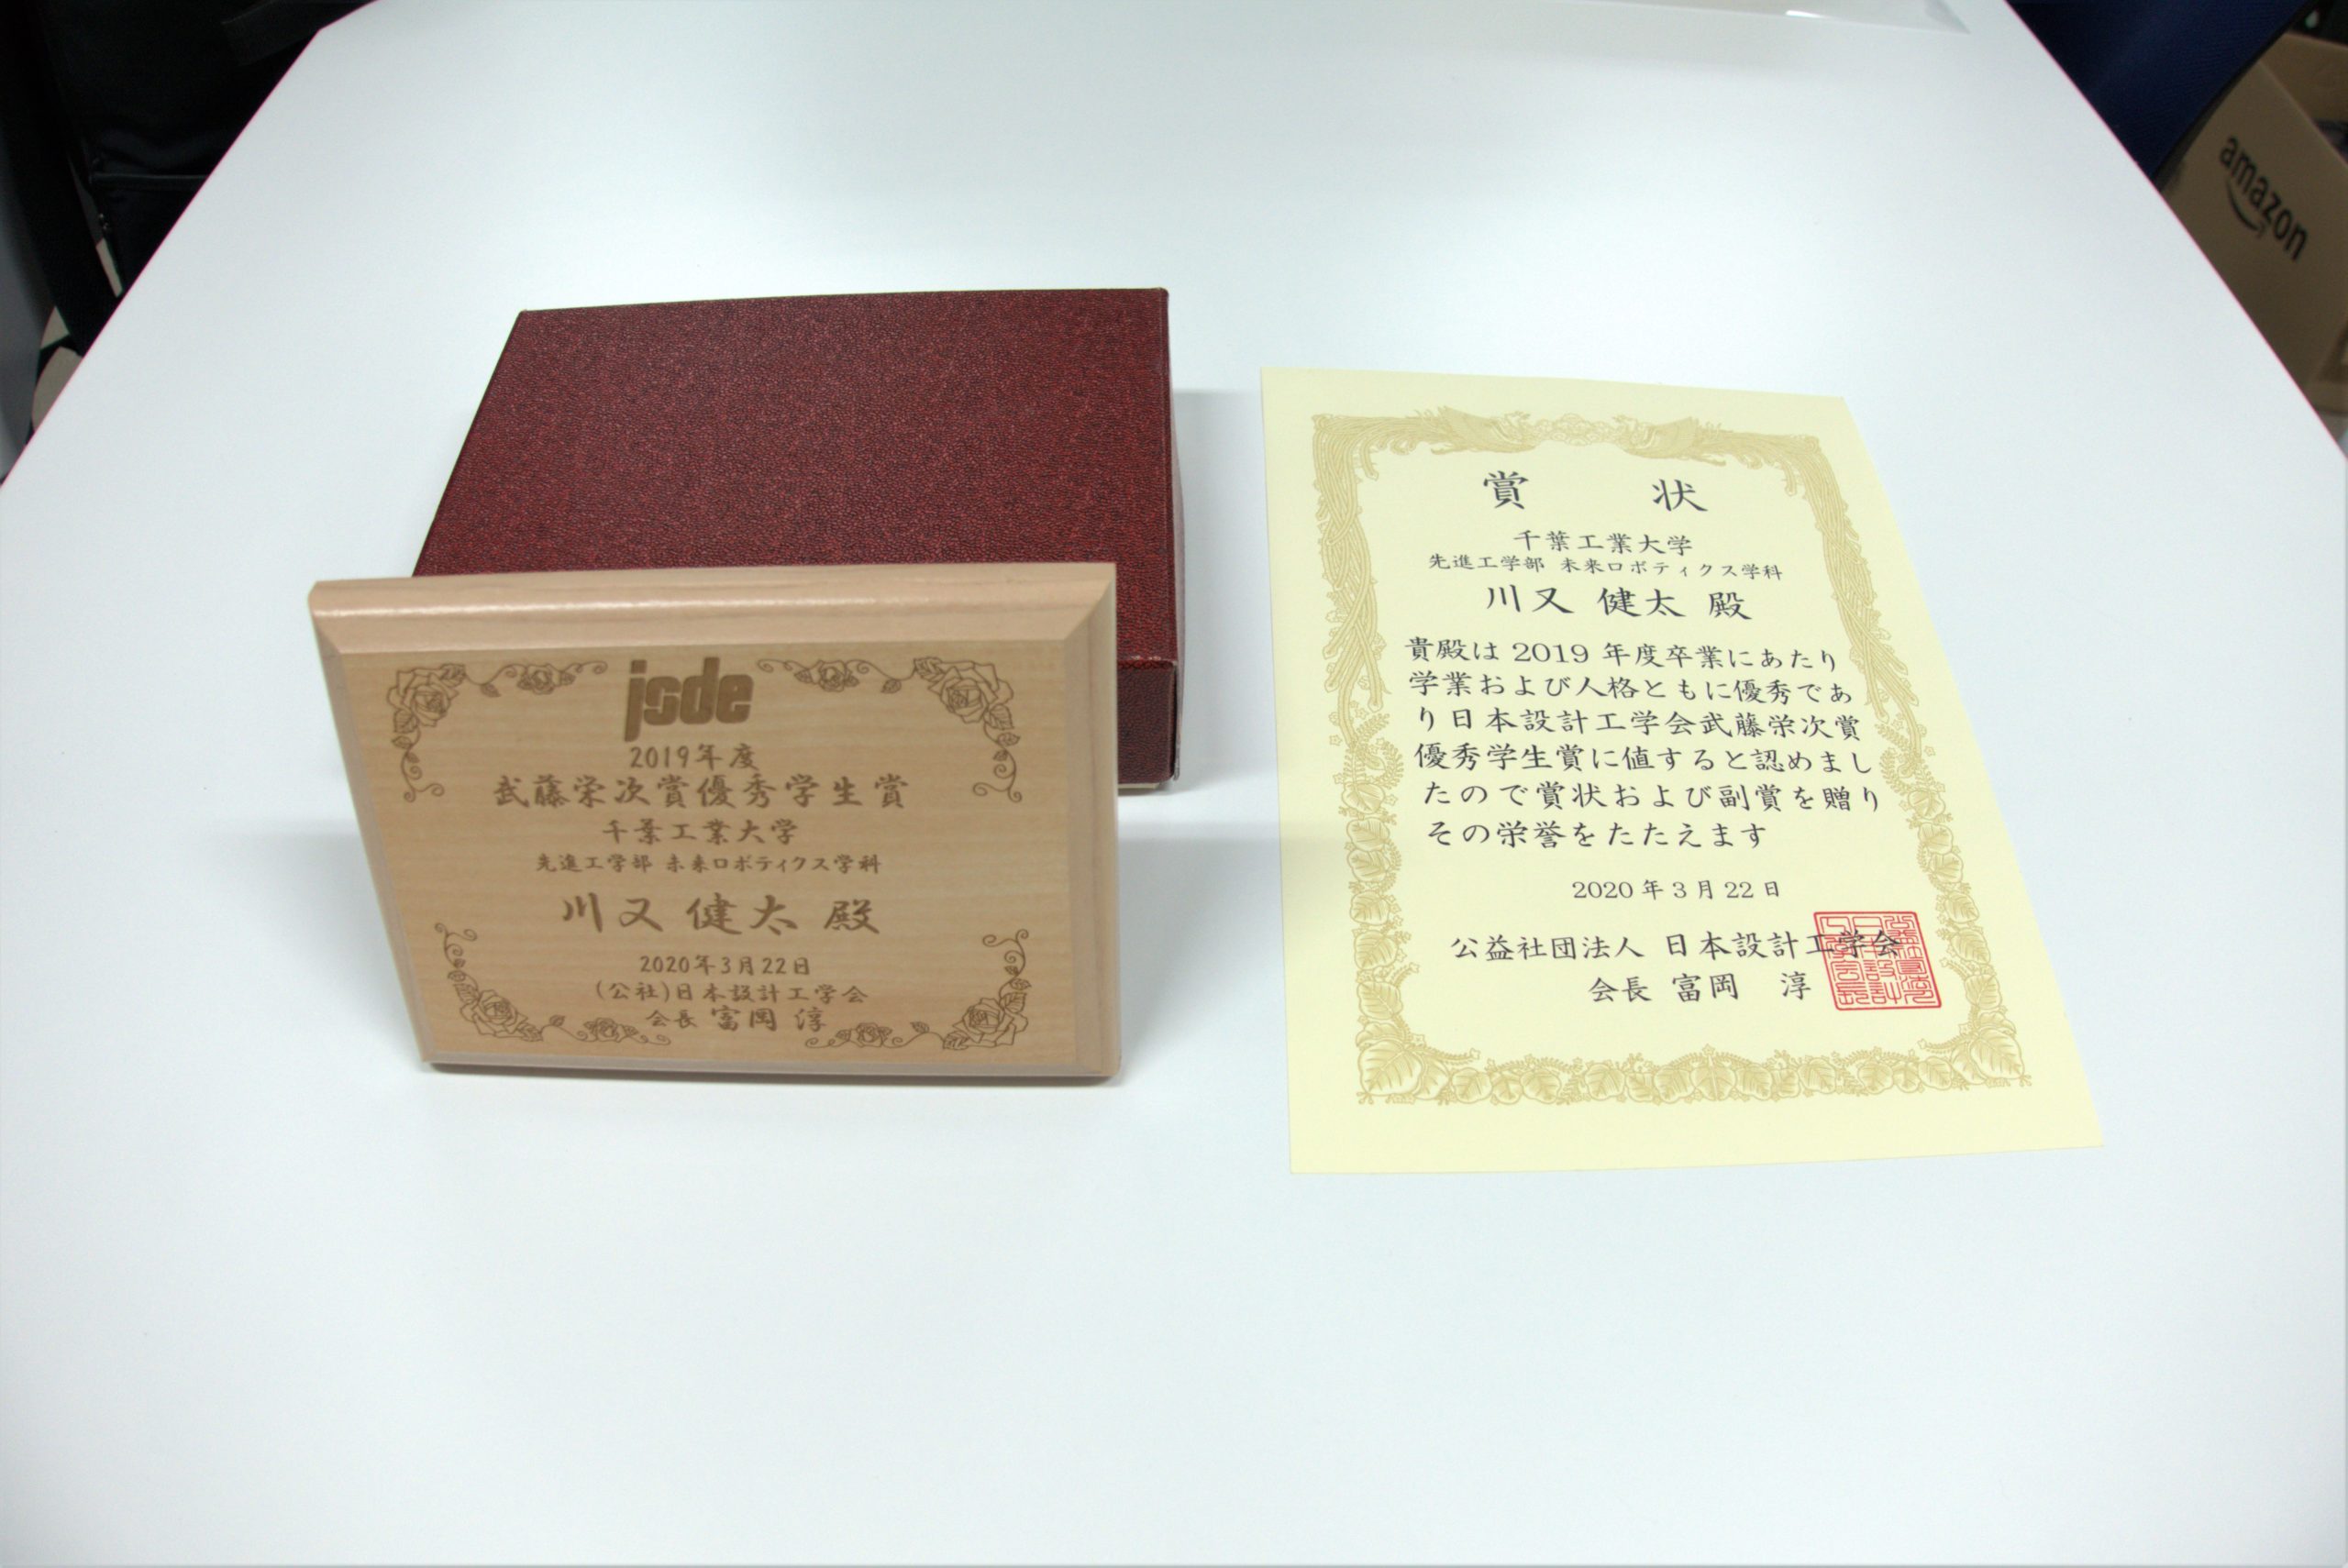 jsde
2019年度
武藤栄次賞優秀学生賞
千葉工業大学
先進工学部 未来ロボティクス学科
川又 健太 殿
2020年3月22日
(公社)日本設計工学会
会長 富岡 淳
賞 状
千葉工業大学
先進工学部 未来ロボティクス学科
川又 健太 殿
貴殿は 2019 年度卒業にあたり
学業および人格ともに優秀であ
り日本設計工学会武藤栄次賞
優秀学生賞に値すると認めまし
たので賞状および副賞を贈り
その栄誉をたたえます
2020 年 3 月 22 日
公益社団法人 日本設計工学会
会長 富岡 淳
amazon